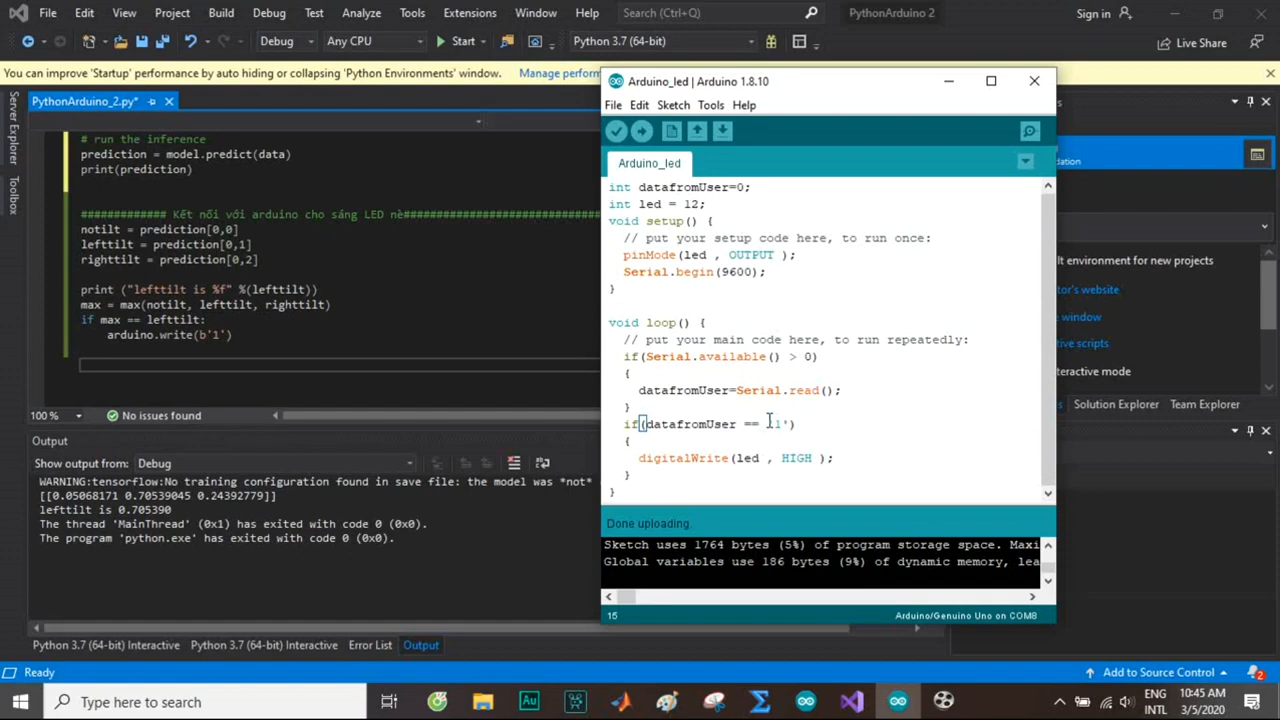 File Edit View Project Build Debug Test Analyze Tools Extensions Window Help Search (Ctrl+Q) PythonArduino 2 Sign in
Debug Any CPU Start Python 3.7 (64-bit) Live Share
You can improve 'Startup' performance by auto hiding or collapsing 'Python Environments' window. Manage perform
Server Explorer
Toolbox
PythonArduino_2.py*
# run the inference
prediction = model.predict(data)
print(prediction)
############# Kết nối với arduino cho sáng LED nè##########################
notilt = prediction[0,0]
lefttilt = prediction[0,1]
righttilt = prediction[0,2]
print ("lefttilt is %f" %(lefttilt))
max = max(notilt, lefttilt, righttilt)
if max == lefttilt:
arduino.write(b'1')
100 % No issues found
Output
Show output from: Debug
WARNING:tensorflow:No training configuration found in save file: the model was *not*
[[0.05068171 0.70539045 0.24392779]]
lefttilt is 0.705390
The thread 'MainThread' (0x1) has exited with code 0 (0x0).
The program 'python.exe' has exited with code 0 (0x0).
Python 3.7 (64-bit) Interactive Python 3.7 (64-bit) Interactive Error List Output
Arduino_led | Arduino 1.8.10
File Edit Sketch Tools Help
Arduino_led
int datafromUser=0;
int led = 12;
void setup() {
// put your setup code here, to run once:
pinMode(led , OUTPUT );
Serial.begin(9600);
}
void loop() {
// put your main code here, to run repeatedly:
if(Serial.available() > 0)
{
datafromUser=Serial.read();
}
if(datafromUser == 1')
{
digitalWrite(led , HIGH );
}
}
Done uploading.
Sketch uses 1764 bytes (5%) of program storage space. Maxi
Global variables use 186 bytes (9%) of dynamic memory, lea
15 Arduino/Genuino Uno on COM8
s
dation
lt environment for new projects
tor's website
window
tive scripts
teractive mode
Solution Explorer Team Explorer
Ready Add to Source Control 2
Type here to search
ENG
INTL
10:45 AM
3/5/2020
2